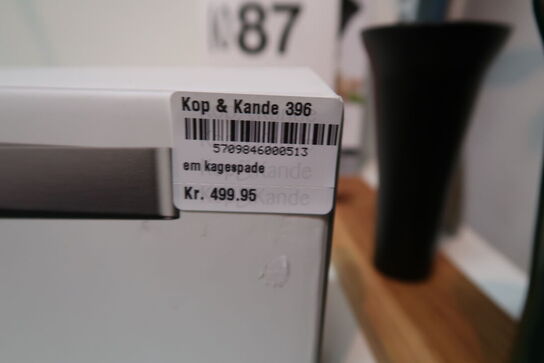 87
Kop & Kande 396
5709846000513
em kagespade
Kr. 499.95